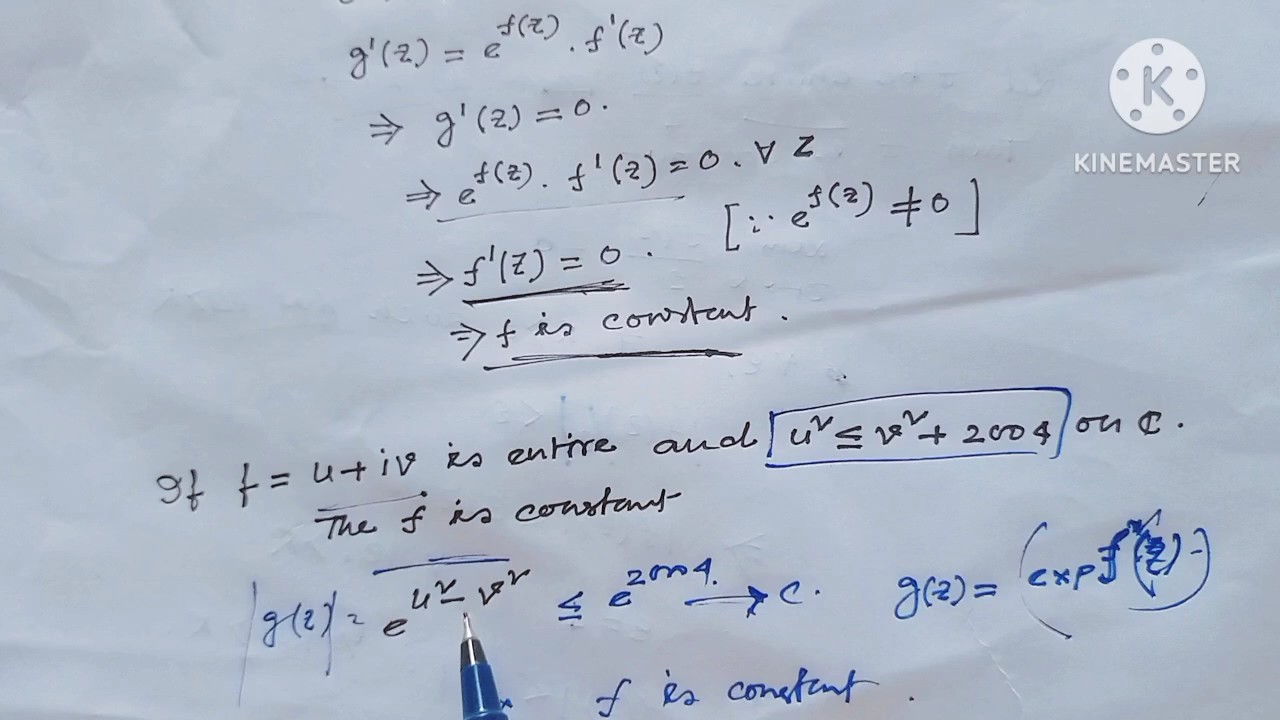 g'(z) = e^{f(z)} . f'(z)
K
KINEMASTER
⇒ g'(z) = 0.
⇒ e^{f(z)} . f'(z) = 0 . ∀ z
[∵ e^{f(z)} ≠ 0]
⇒ f'(z) = 0 .
⇒ f is constant .
If f = u + iv is entire and u² ≤ v² + 2004 on ℂ.
The f is constant
|g(z)| = e^{u² - v²} ≤ e^{2004} → C. g(z) = (exp f²(z))
f is constant .